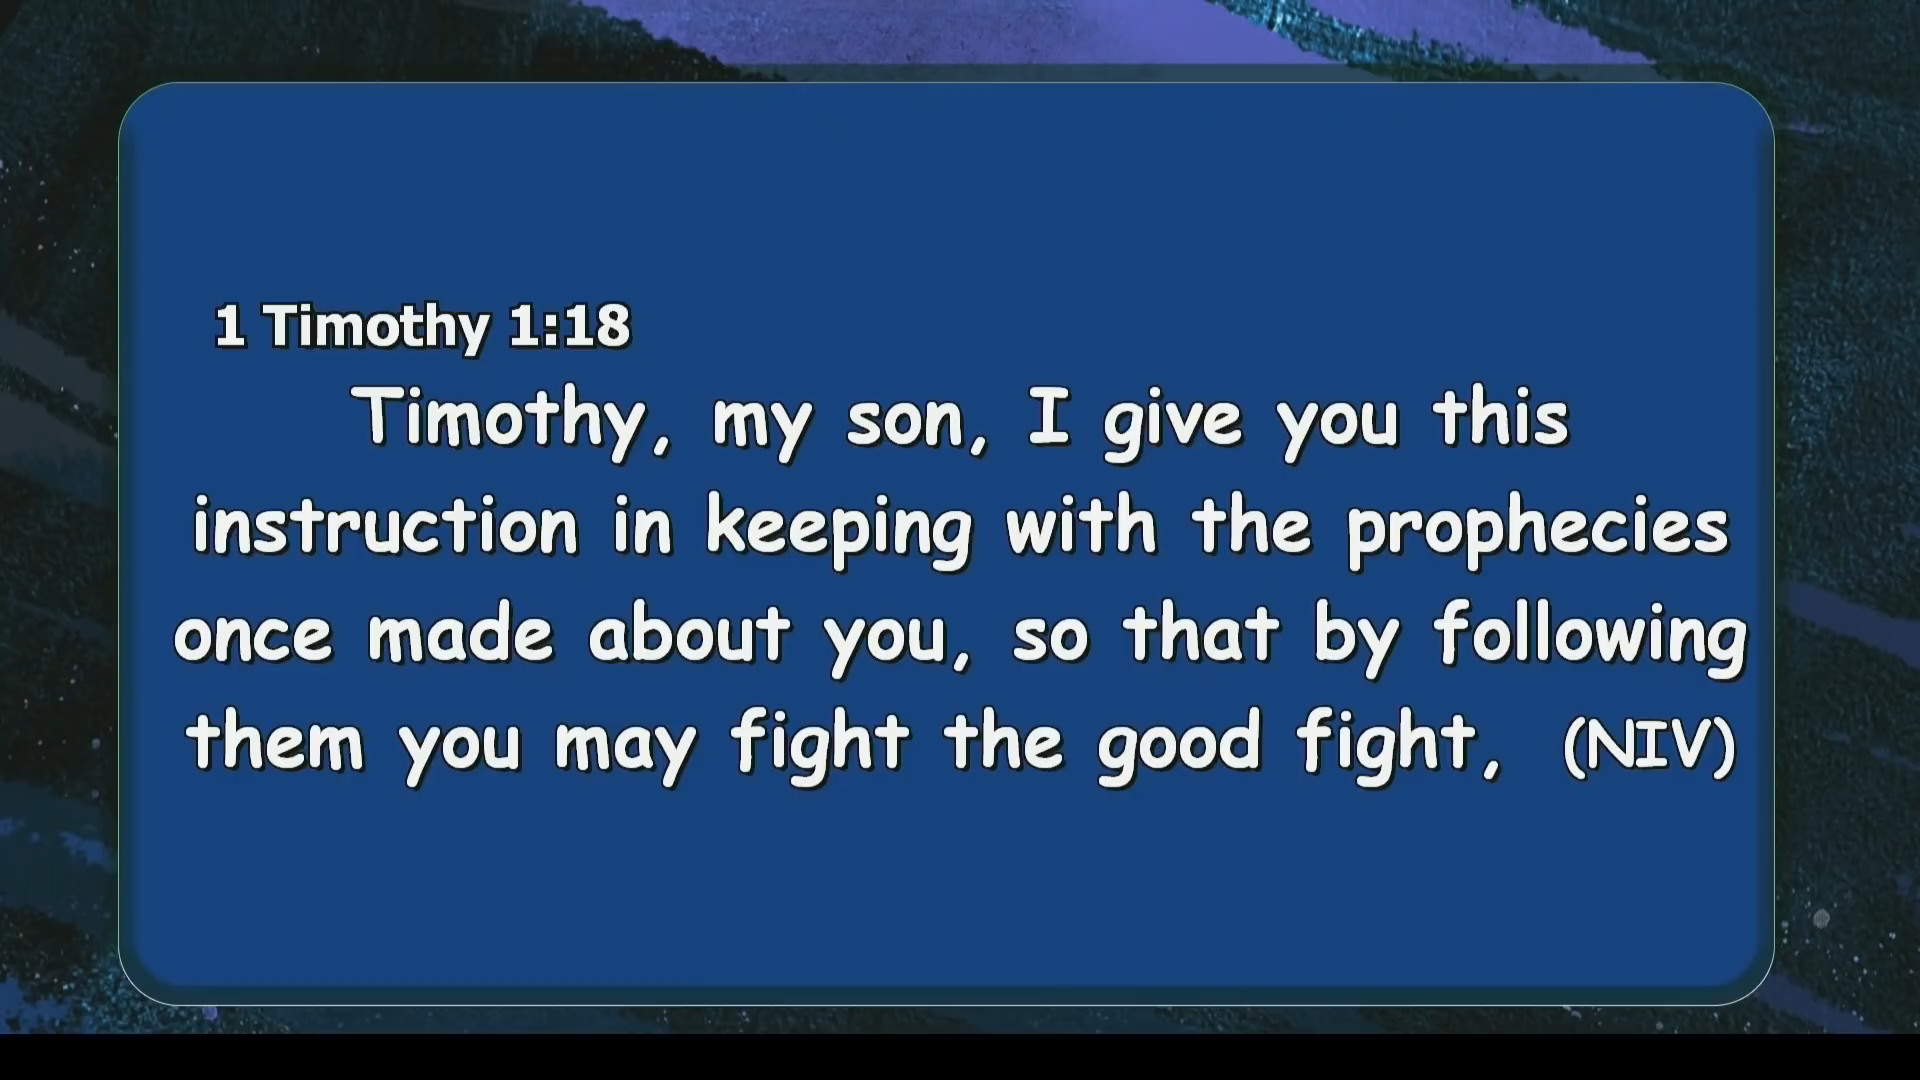 1 Timothy 1:18
Timothy, my son, I give you this
instruction in keeping with the prophecies
once made about you, so that by following
them you may fight the good fight, (NIV)